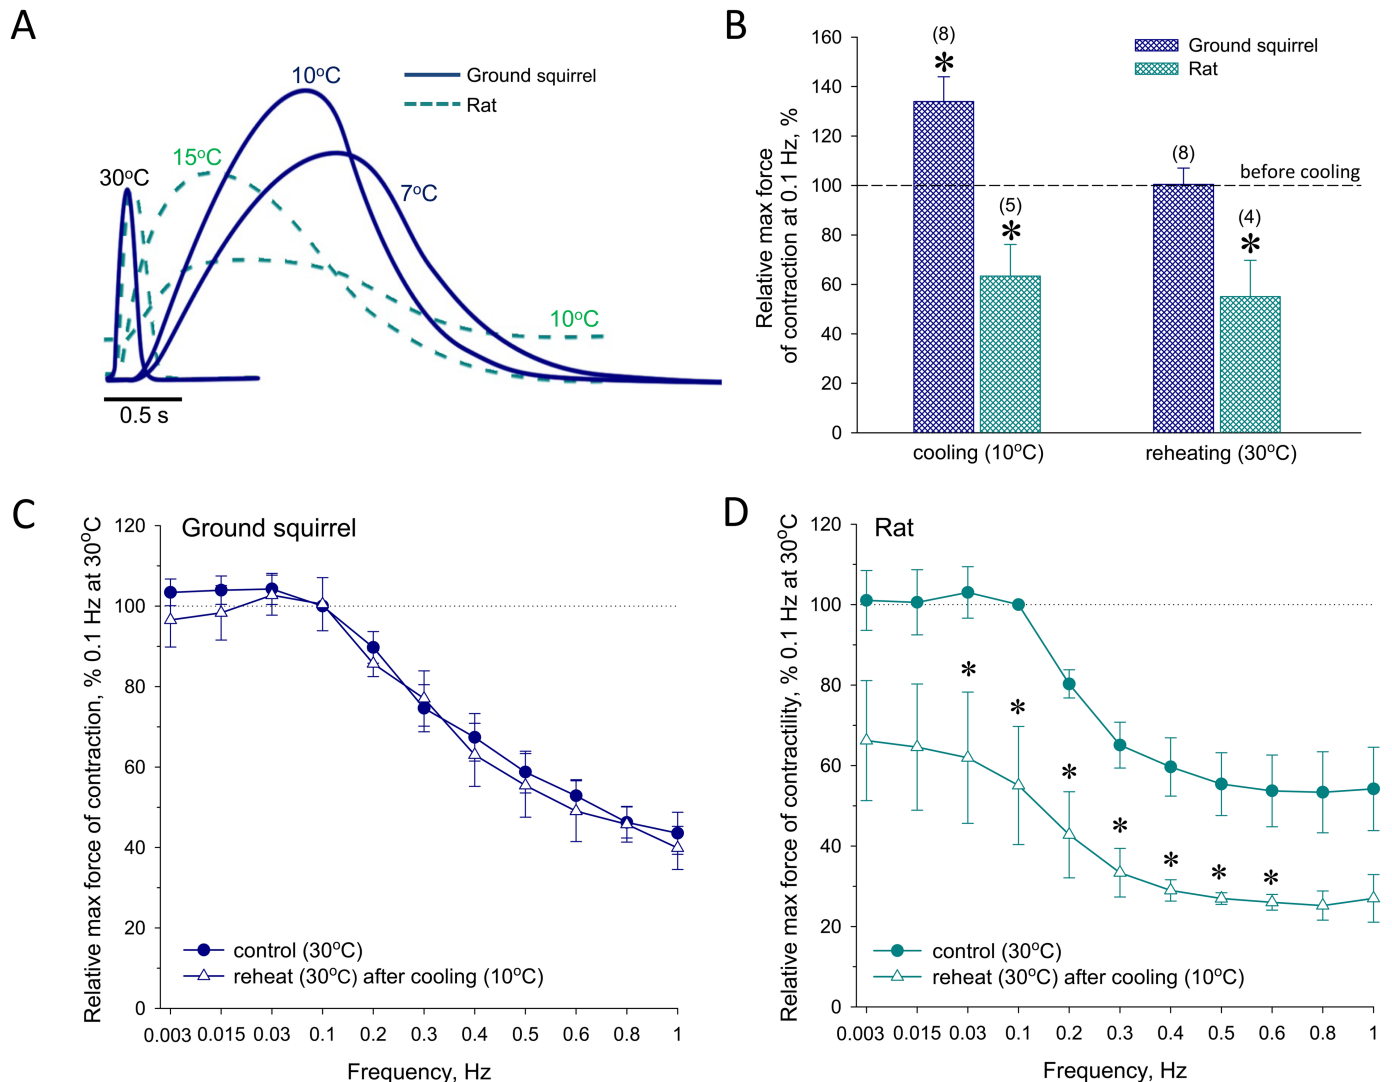 A
10°C
Ground squirrel
Rat
15°C
30°C
7°C
10°C
0.5 s
B
160
140
120
100
80
60
40
20
0
Relative max force
of contraction at 0.1 Hz, %
(8)
*
(5)
*
(8)
(4)
*
Ground squirrel
Rat
before cooling
cooling (10°C)
reheating (30°C)
C
Ground squirrel
Relative max force of contraction, % 0.1 Hz at 30°C
120
100
80
60
40
20
0
control (30°C)
reheat (30°C) after cooling (10°C)
0.003 0.015 0.03 0.1 0.2 0.3 0.4 0.5 0.6 0.8 1
Frequency, Hz
D
Rat
Relative max force of contractility, % 0.1 Hz at 30°C
120
100
80
60
40
20
0
* * * * * * *
control (30°C)
reheat (30°C) after cooling (10°C)
0.003 0.015 0.03 0.1 0.2 0.3 0.4 0.5 0.6 0.8 1
Frequency, Hz